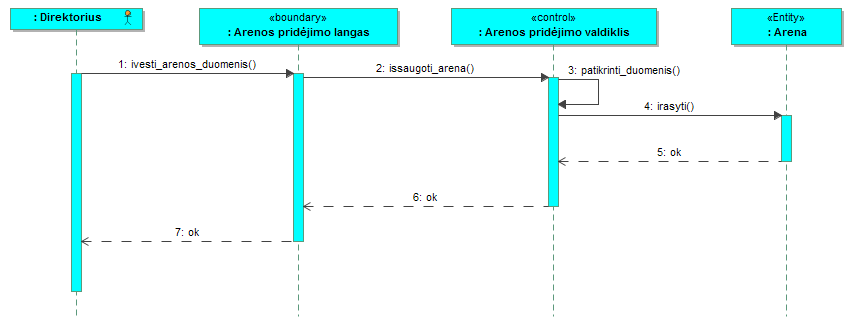 : Direktorius
«boundary»
: Arenos pridėjimo langas
«control»
: Arenos pridėjimo valdiklis
«Entity»
: Arena
1: ivesti_arenos_duomenis()
2: issaugoti_arena()
3: patikrinti_duomenis()
4: irasyti()
5: ok
6: ok
7: ok